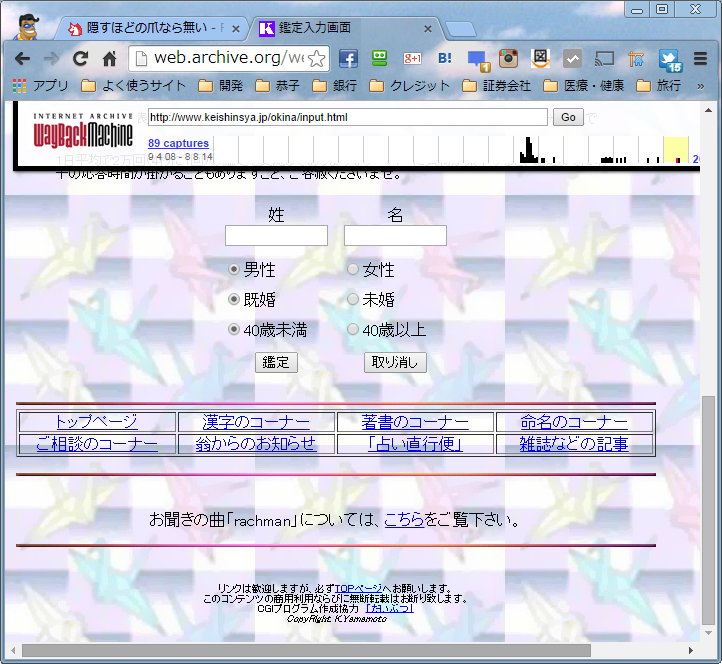 隠すほどの爪なら無い - F
鑑定入力画面
web.archive.org/we
アプリ よく使うサイト 開発 恭子 銀行 クレジット 証券会社 医療・健康 旅行 »
INTERNET ARCHIVE
WayBackMachine
http://www.keishinsya.jp/okina/input.html Go
89 captures
9 4 08 - 8 8 14
干の応答時間が掛かることもありますこと、ご容赦くださいませ。
姓 名
男性 女性
既婚 未婚
40歳未満 40歳以上
鑑定 取り消し
トップページ 漢字のコーナー 著書のコーナー 命名のコーナー
ご相談のコーナー 翁からのお知らせ 「占い直行便」 雑誌などの記事
お聞きの曲「rachman」については、こちらをご覧下さい。
リンクは歓迎しますが、必ずTOPページへお願いします。
このコンテンツの商用利用ならびに無断転載はお断り致します。
CGIプログラム作成協力 「だいぶつ」
CopyRight K.Yamamoto